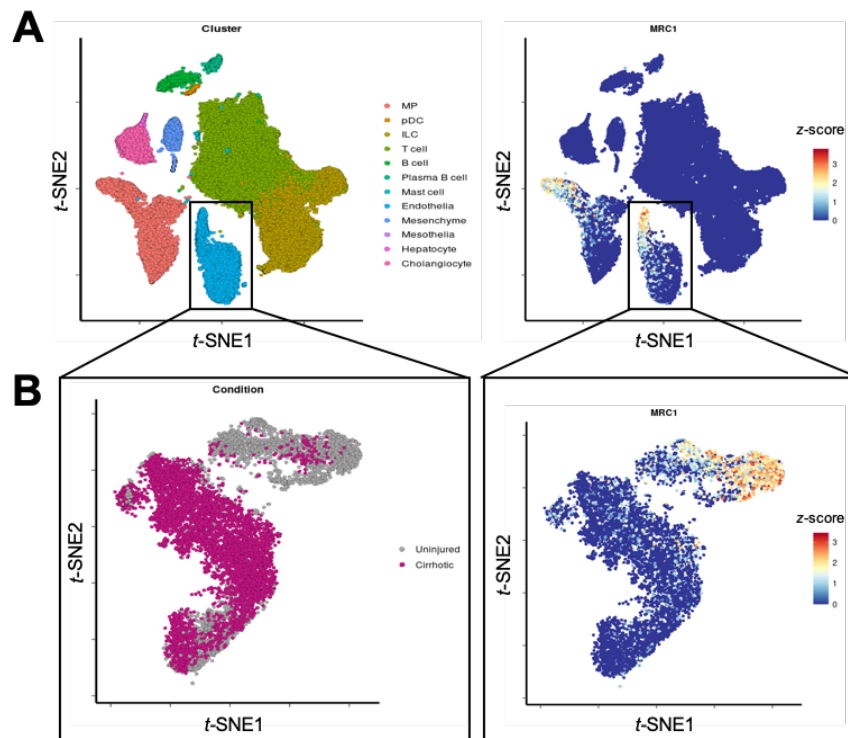 A
Cluster
t-SNE2
t-SNE1
MP
pDC
ILC
T cell
B cell
Plasma B cell
Mast cell
Endothelia
Mesenchyme
Mesothelia
Hepatocyte
Cholangiocyte
MRC1
t-SNE2
t-SNE1
z-score
3
2
1
0
B
Condition
t-SNE2
t-SNE1
Uninjured
Cirrhotic
MRC1
t-SNE2
t-SNE1
z-score
3
2
1
0